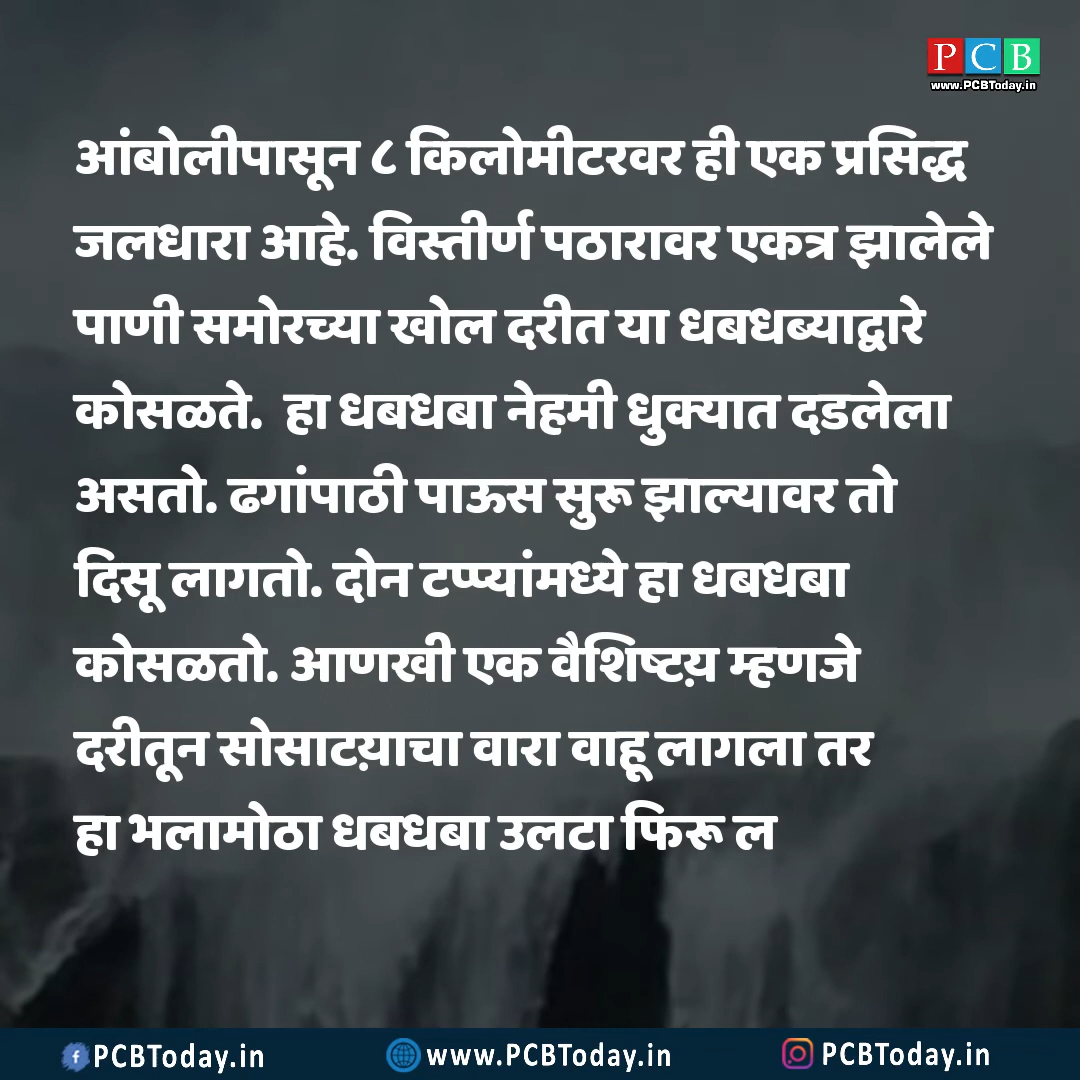 PCB
www.PCBToday.in
आंबोलीपासून ८ किलोमीटरवर ही एक प्रसिद्ध
जलधारा आहे. विस्तीर्ण पठारावर एकत्र झालेले
पाणी समोरच्या खोल दरीत या धबधब्याद्वारे
कोसळते.  हा धबधबा नेहमी धुक्यात दडलेला
असतो. ढगांपाठी पाऊस सुरू झाल्यावर तो
दिसू लागतो. दोन टप्प्यांमध्ये हा धबधबा
कोसळतो. आणखी एक वैशिष्टय़ म्हणजे
दरीतून सोसाटय़ाचा वारा वाहू लागला तर
हा भलामोठा धबधबा उलटा फिरू ल
PCBToday.in www.PCBToday.in PCBToday.in